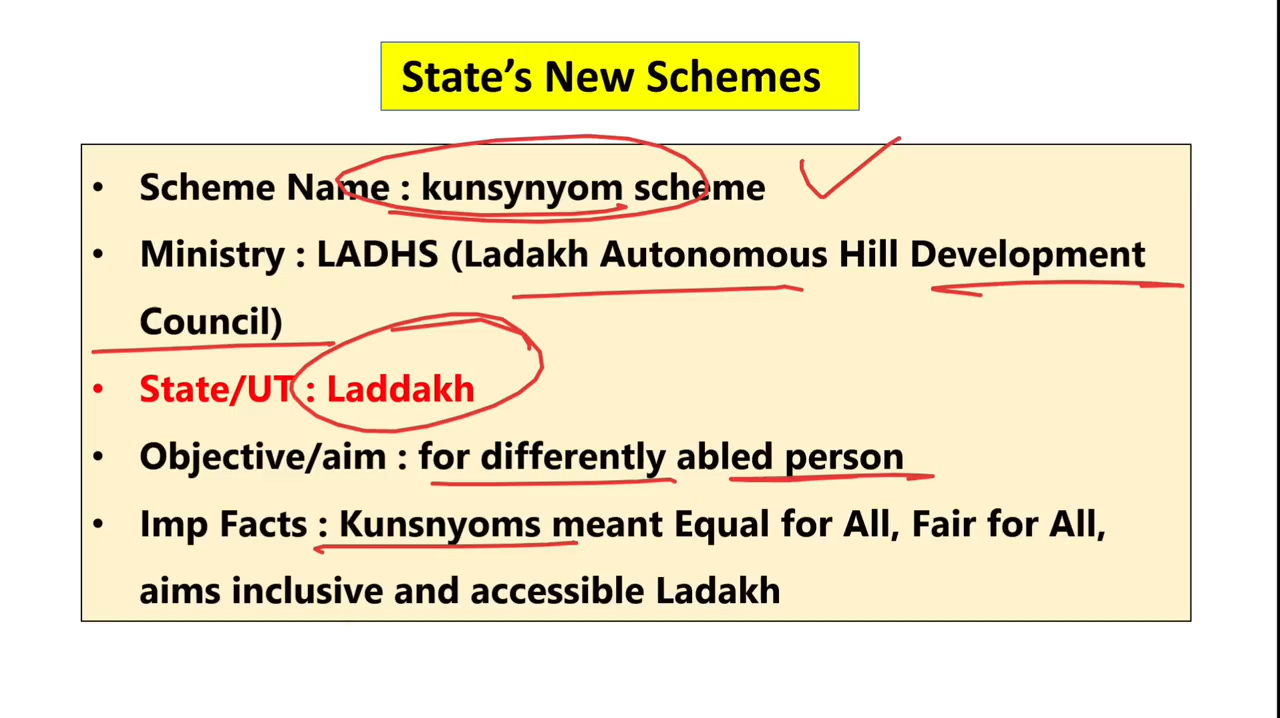 State’s New Schemes
• Scheme Name : kunsynyom scheme
• Ministry : LADHS (Ladakh Autonomous Hill Development
Council)
• State/UT : Laddakh
• Objective/aim : for differently abled person
• Imp Facts : Kunsnyoms meant Equal for All, Fair for All,
aims inclusive and accessible Ladakh